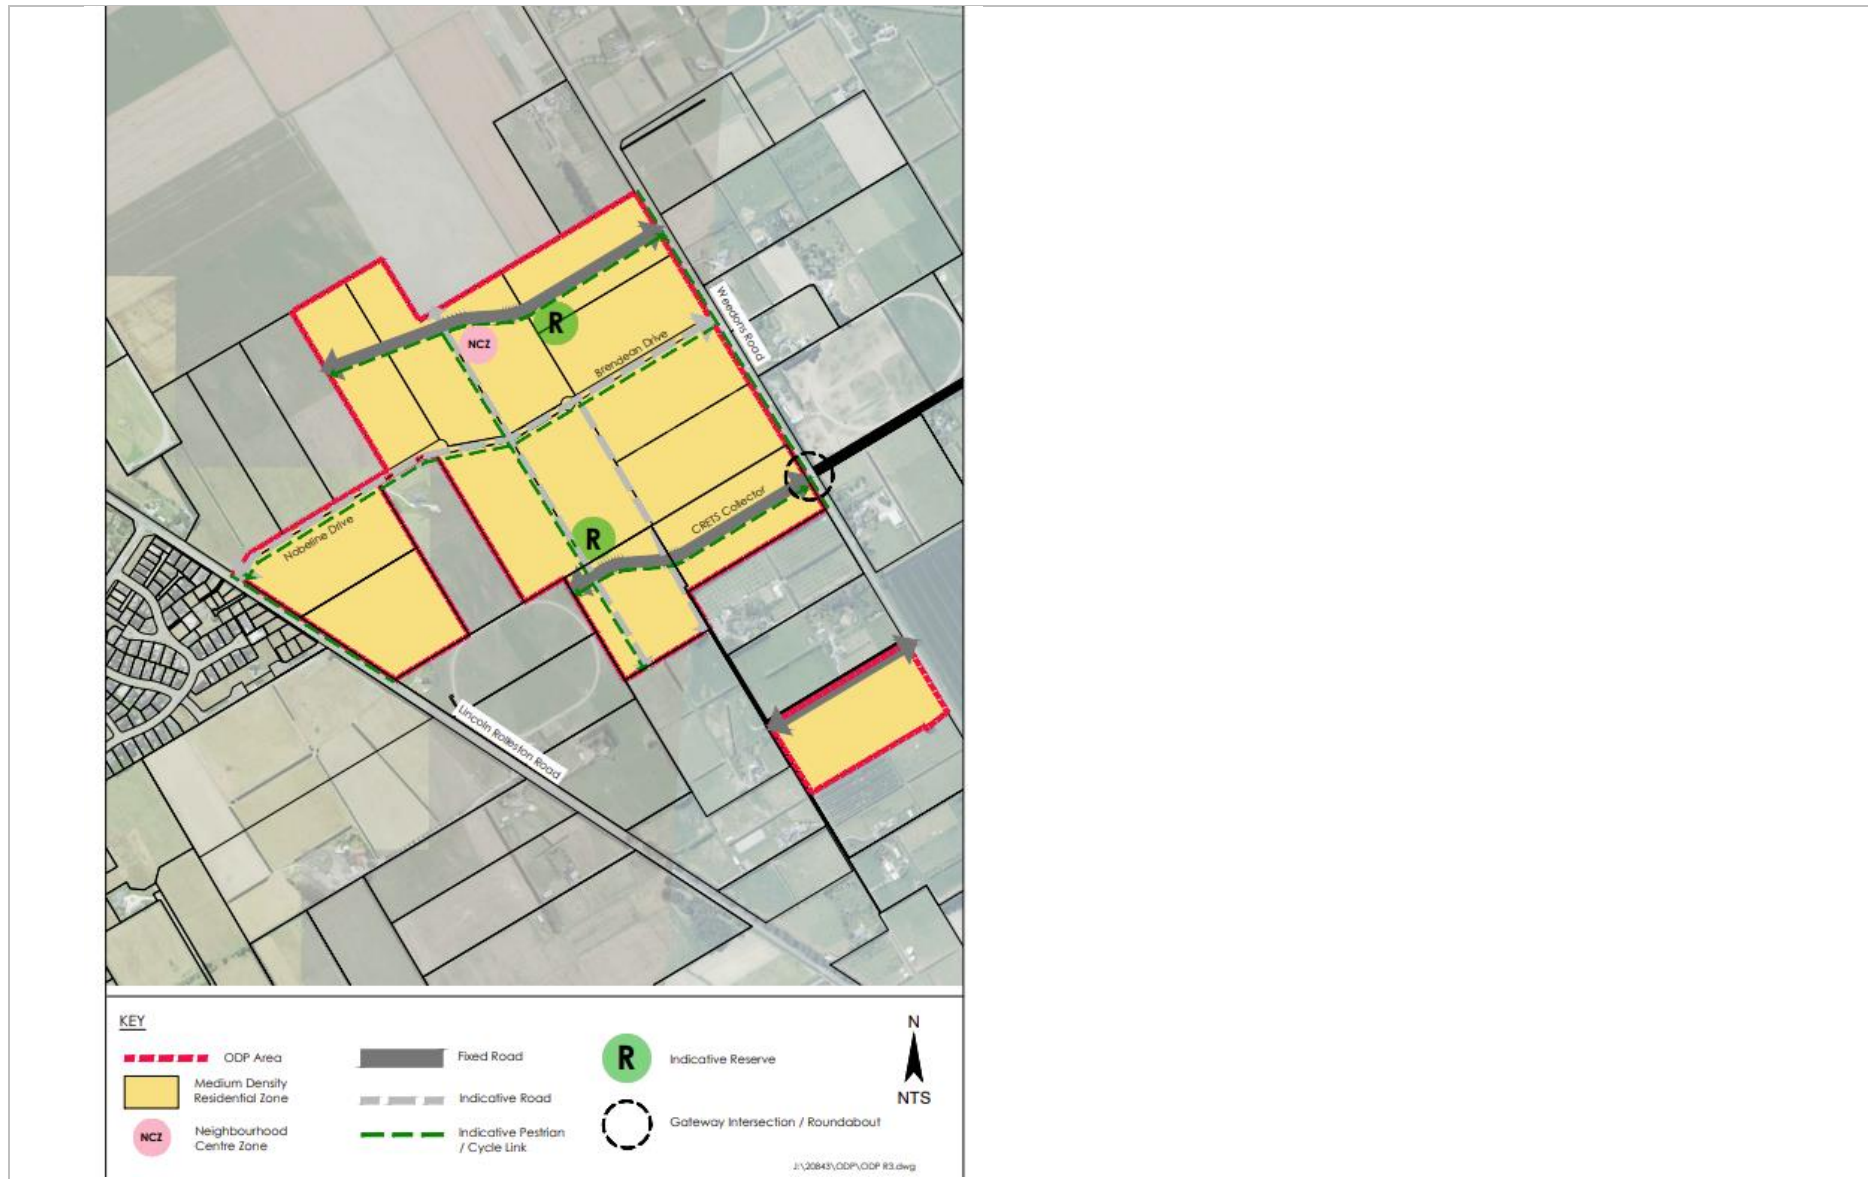 R
NCZ
Weedons Road
Brendean Drive
Nobeline Drive
R
CRETS Collector
Lincoln Rolleston Road
KEY
ODP Area
Medium Density
Residential Zone
NCZ
Neighbourhood
Centre Zone
Fixed Road
Indicative Road
Indicative Pestrian
/ Cycle Link
R
Indicative Reserve
Gateway Intersection / Roundabout
N
NTS
J:\20843\ODP\ODP R3.dwg